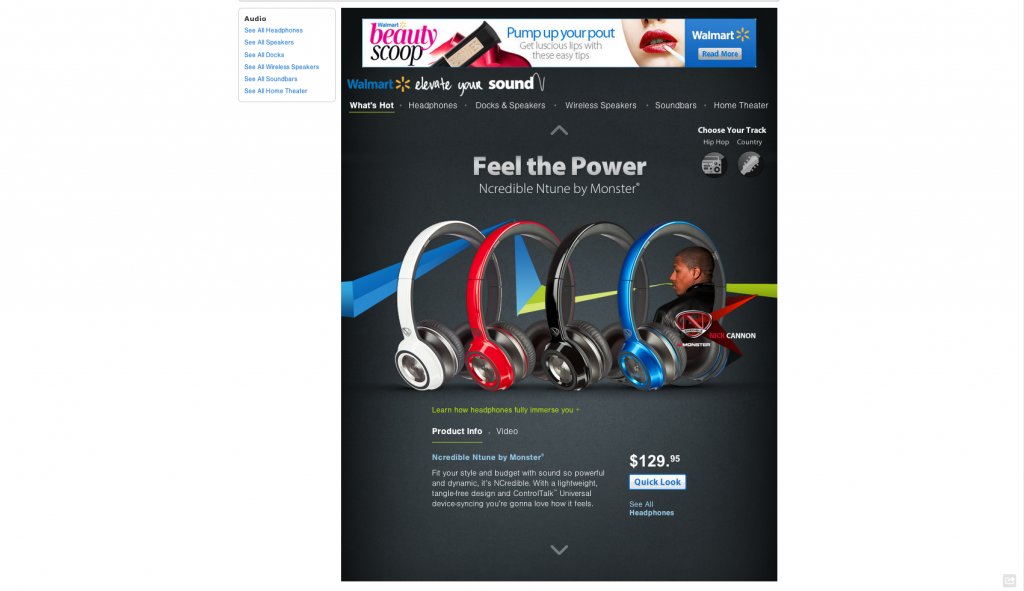 Audio
See All Headphones
See All Speakers
See All Docks
See All Wireless Speakers
See All Soundbars
See All Home Theater
Walmart
beauty
scoop
Pump up your pout
Get luscious lips with
these easy tips
Walmart
Read More
Walmart elevate your sound
What's Hot · Headphones · Docks & Speakers · Wireless Speakers · Soundbars · Home Theater
Choose Your Track
Hip Hop Country
Feel the Power
Ncredible Ntune by Monster®
NICK CANNON
MONSTER
Learn how headphones fully immerse you +
Product Info · Video
Ncredible Ntune by Monster®
Fit your style and budget with sound so powerful
and dynamic, it's NCredible. With a lightweight,
tangle-free design and ControlTalk™ Universal
device-syncing you're gonna love how it feels.
$129.95
Quick Look
See All
Headphones